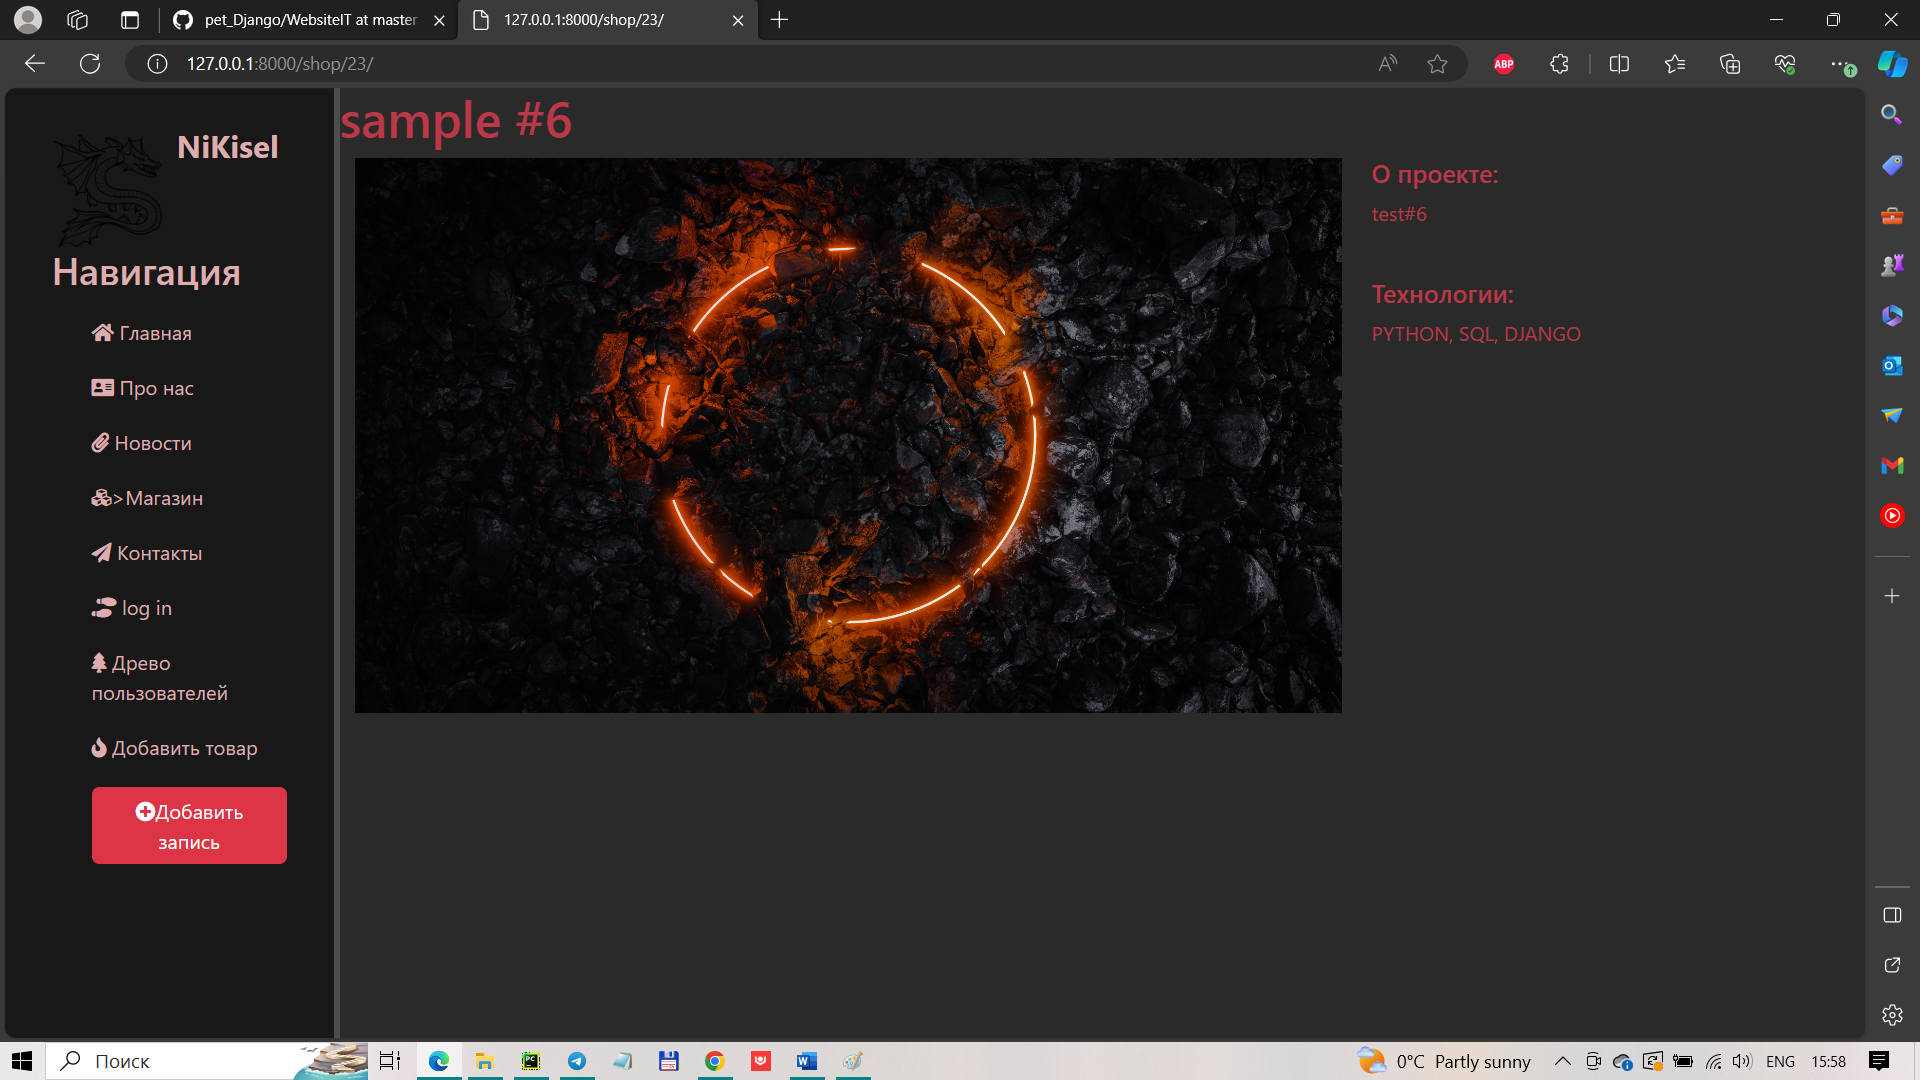 pet_Django/WebsiteIT at master
127.0.0.1:8000/shop/23/
127.0.0.1:8000/shop/23/
ABP
NiKisel
Навигация
Главная
Про нас
Новости
>Магазин
Контакты
log in
Древо
пользователей
Добавить товар
Добавить
запись
sample #6
О проекте:
test#6
Технологии:
PYTHON, SQL, DJANGO
Поиск
0°C Partly sunny
ENG
15:58